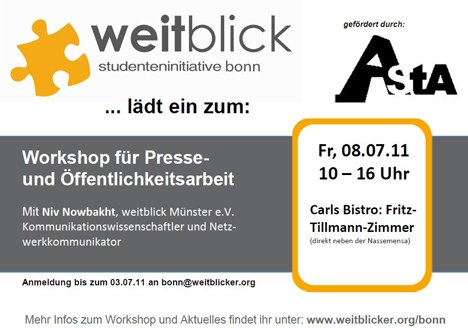 weitblick
studenteninitiative bonn
gefördert durch:
AStA
... lädt ein zum:
Workshop für Presse-
und Öffentlichkeitsarbeit
Mit Niv Nowbakht, weitblick Münster e.V.
Kommunikationswissenschaftler und Netz-
werkkommunikator
Fr, 08.07.11
10 – 16 Uhr
Carls Bistro: Fritz-
Tillmann-Zimmer
(direkt neben der Nassemensa)
Anmeldung bis zum 03.07.11 an bonn@weitblicker.org
Mehr Infos zum Workshop und Aktuelles findet ihr unter: www.weitblicker.org/bonn